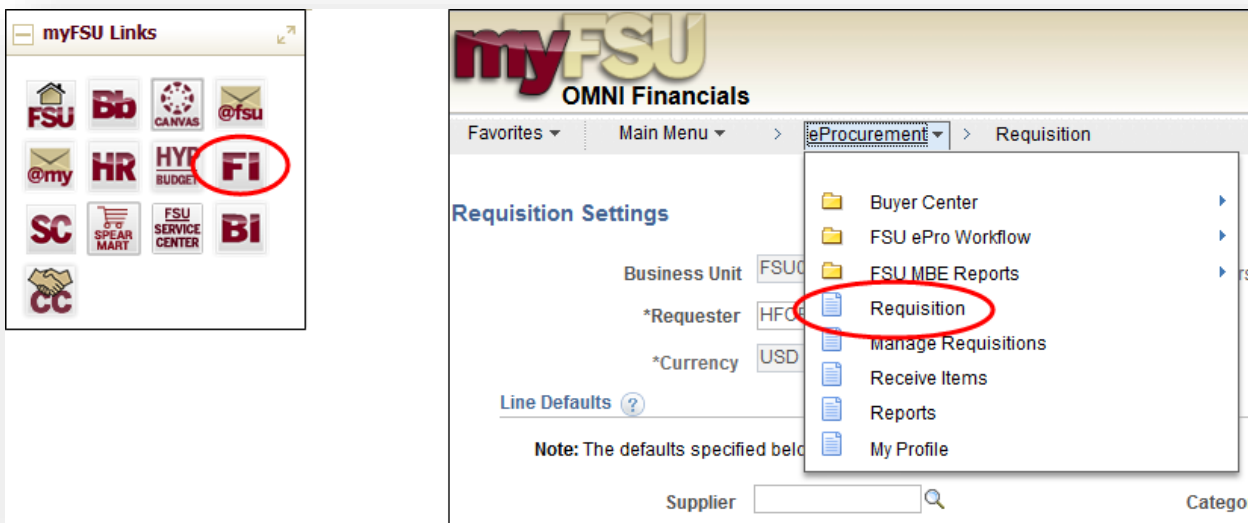 myFSU Links
FSU Bb CANVAS @fsu
@my HR HYP BUDGET FI
SC SPEAR MART FSU SERVICE CENTER BI
CC
myFSU
OMNI Financials
Favorites Main Menu > eProcurement > Requisition
Buyer Center
FSU ePro Workflow
FSU MBE Reports
Requisition
Manage Requisitions
Receive Items
Reports
My Profile
Requisition Settings
Business Unit
*Requester
*Currency USD
Line Defaults ?
Note: The defaults specified
Supplier